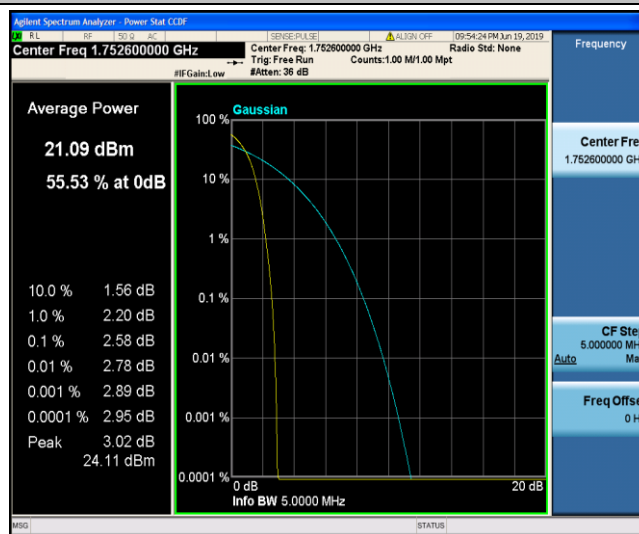 Agilent Spectrum Analyzer - Power Stat CCDF
RL RF 50 Ω AC SENSE:PULSE ALIGN OFF 09:54:24 PM Jun 19, 2019
Center Freq 1.752600000 GHz
Center Freq: 1.752600000 GHz Radio Std: None
Trig: Free Run Counts:1.00 M/1.00 Mpt
#IFGain:Low #Atten: 36 dB
Frequency
Average Power
21.09 dBm
55.53 % at 0dB
10.0 % 1.56 dB
1.0 % 2.20 dB
0.1 % 2.58 dB
0.01 % 2.78 dB
0.001 % 2.89 dB
0.0001 % 2.95 dB
Peak 3.02 dB
24.11 dBm
Gaussian
100 %
10 %
1 %
0.1 %
0.01 %
0.001 %
0.0001 %
0 dB 20 dB
Info BW 5.0000 MHz
Center Fre
1.752600000 GH
CF Ste
5.000000 MH
Auto Ma
Freq Offse
0 H
MSG STATUS